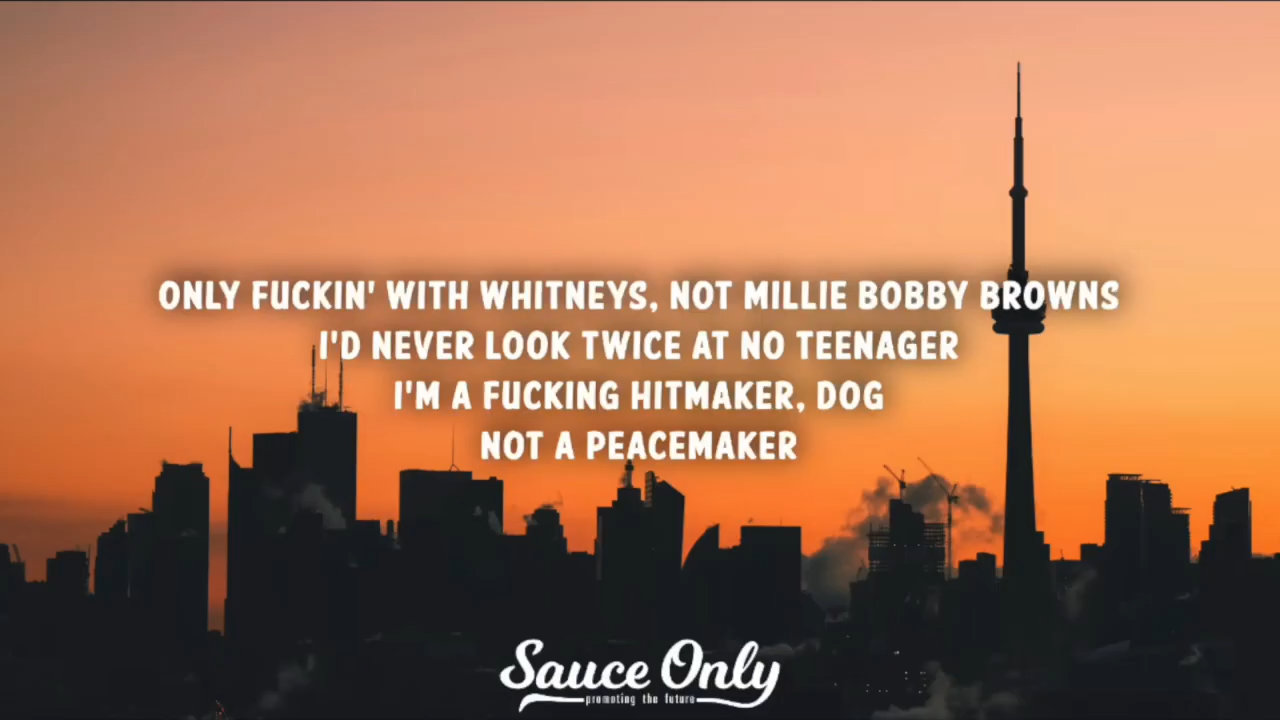 ONLY FUCKIN' WITH WHITNEYS, NOT MILLIE BOBBY BROWNS
I'D NEVER LOOK TWICE AT NO TEENAGER
I'M A FUCKING HITMAKER, DOG
NOT A PEACEMAKER
Sauce Only
promoting the future